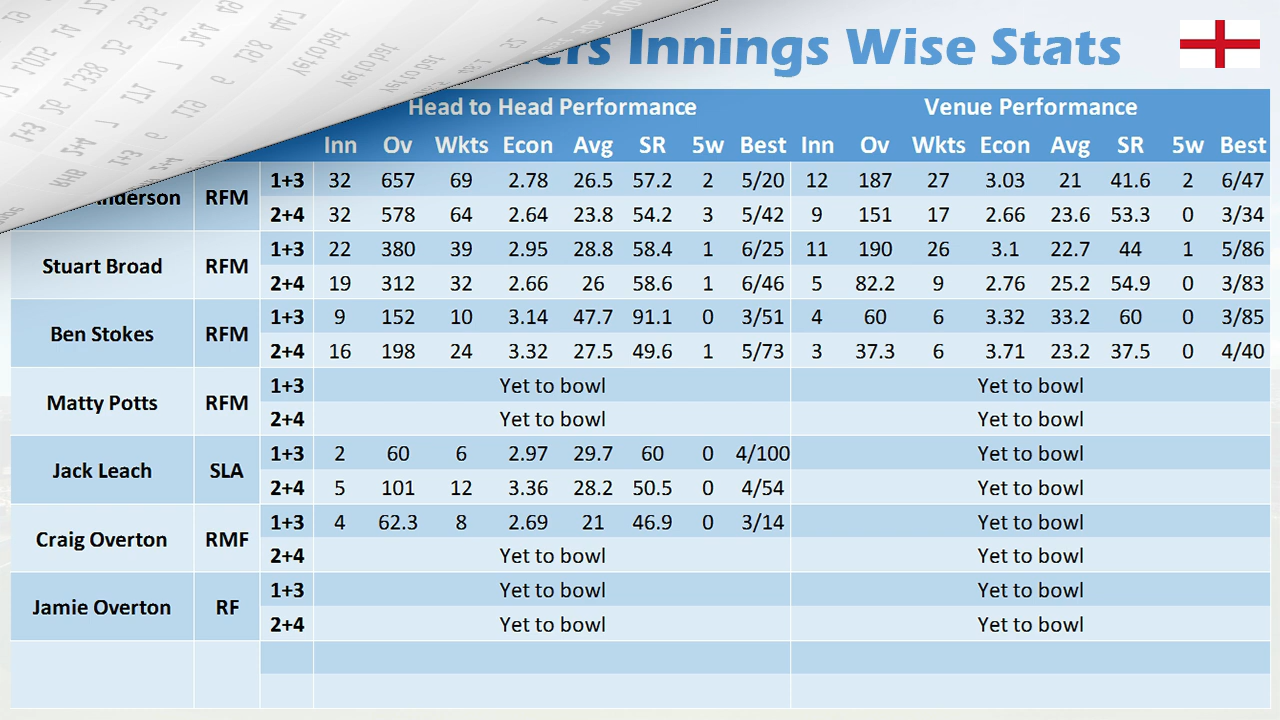 Innings Wise Stats
Head to Head Performance Venue Performance
Inn Ov Wkts Econ Avg SR 5w Best Inn Ov Wkts Econ Avg SR 5w Best
RFM 1+3 32 657 69 2.78 26.5 57.2 2 5/20 12 187 27 3.03 21 41.6 2 6/47
2+4 32 578 64 2.64 23.8 54.2 3 5/42 9 151 17 2.66 23.6 53.3 0 3/34
Stuart Broad RFM 1+3 22 380 39 2.95 28.8 58.4 1 6/25 11 190 26 3.1 22.7 44 1 5/86
2+4 19 312 32 2.66 26 58.6 1 6/46 5 82.2 9 2.76 25.2 54.9 0 3/83
Ben Stokes RFM 1+3 9 152 10 3.14 47.7 91.1 0 3/51 4 60 6 3.32 33.2 60 0 3/85
2+4 16 198 24 3.32 27.5 49.6 1 5/73 3 37.3 6 3.71 23.2 37.5 0 4/40
Matty Potts RFM 1+3 Yet to bowl Yet to bowl
2+4 Yet to bowl Yet to bowl
Jack Leach SLA 1+3 2 60 6 2.97 29.7 60 0 4/100 Yet to bowl
2+4 5 101 12 3.36 28.2 50.5 0 4/54 Yet to bowl
Craig Overton RMF 1+3 4 62.3 8 2.69 21 46.9 0 3/14 Yet to bowl
2+4 Yet to bowl Yet to bowl
Jamie Overton RF 1+3 Yet to bowl Yet to bowl
2+4 Yet to bowl Yet to bowl